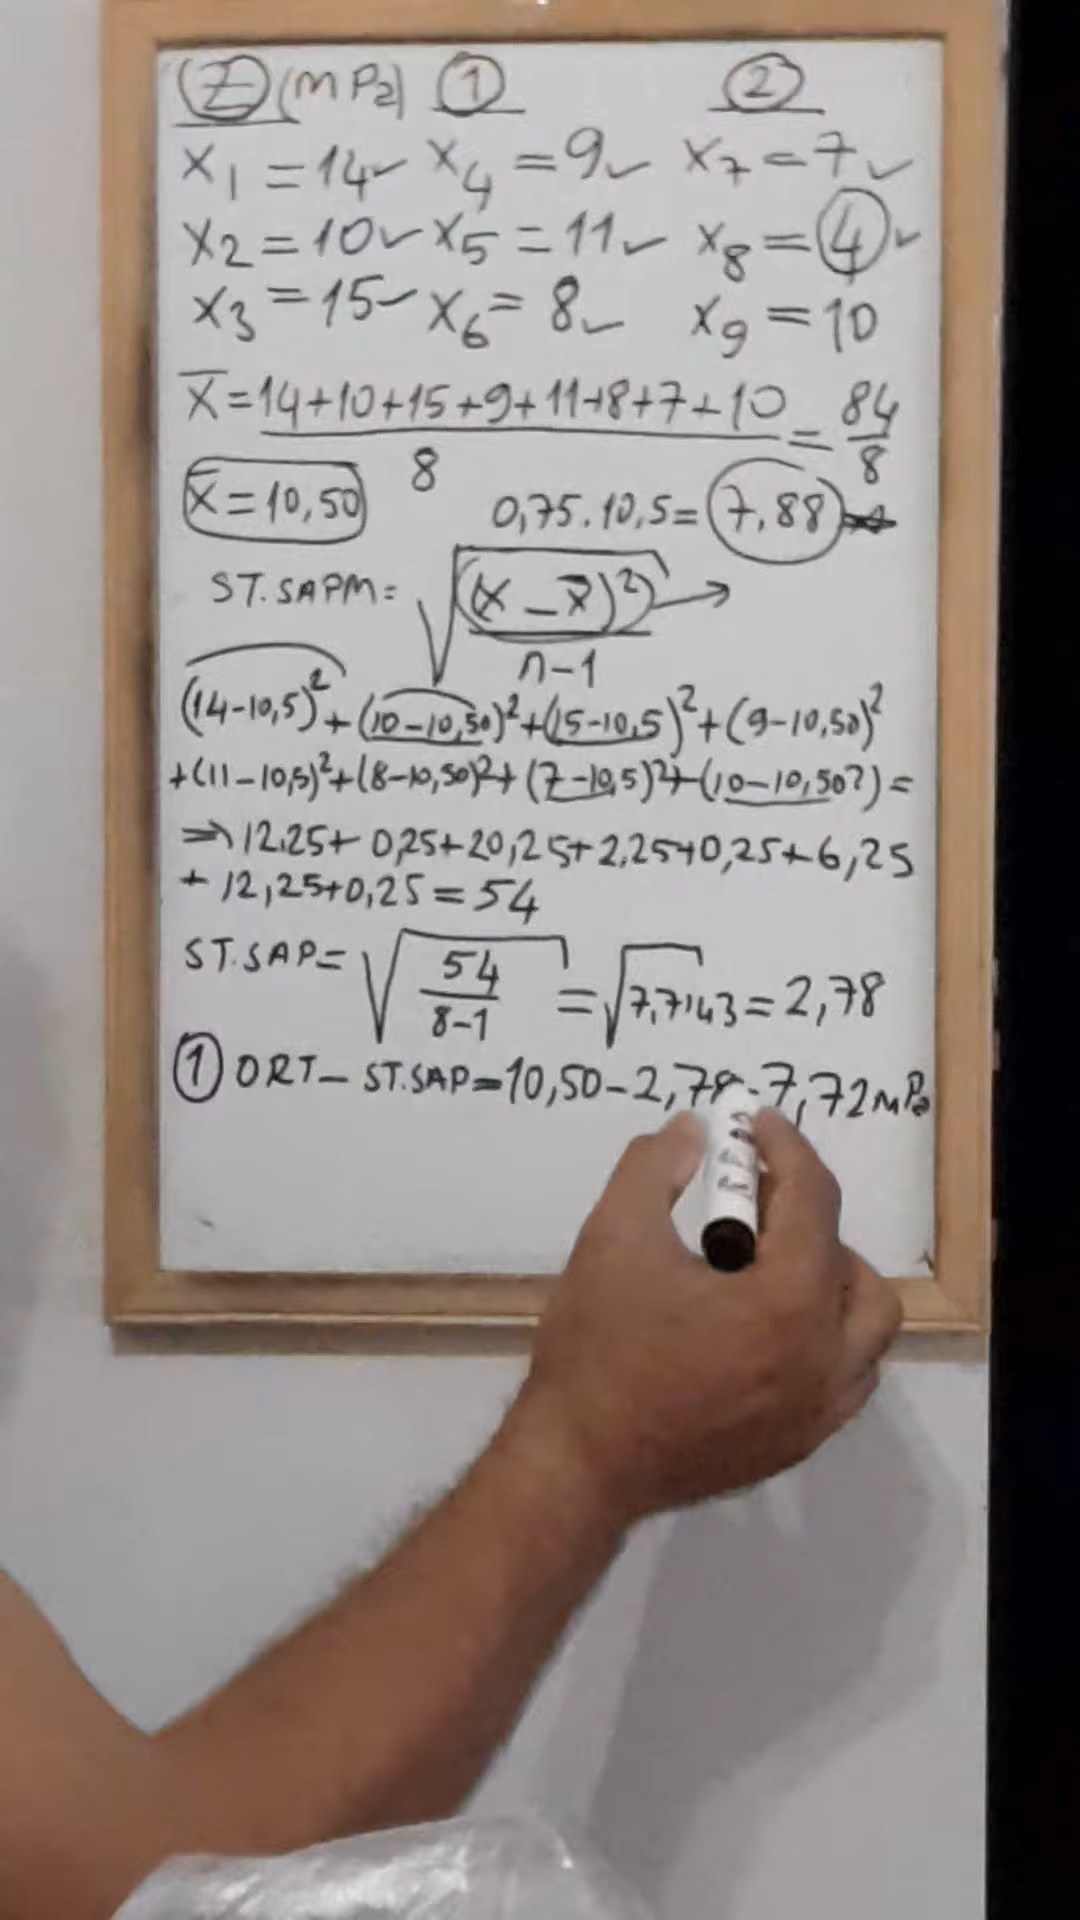 Z (MPa) 1 2
X1 = 14✓ X4 = 9✓ X7 = 7✓
X2 = 10✓ X5 = 11✓ X8 = 4✓
X3 = 15✓ X6 = 8✓ X9 = 10
X̄ = 14+10+15+9+11+8+7+10 / 8 = 84/8
X̄ = 10,50 0,75.10,5 = 7,88
ST.SAPM = √((X – X̄)² / n-1) →
(14-10,5)² + (10-10,50)² + (15-10,5)² + (9-10,50)²
+(11-10,5)² + (8-10,50)² + (7-10,5)² + (10-10,50²) =
⇒ 12,25 + 0,25 + 20,25 + 2,25 + 0,25 + 6,25
+ 12,25 + 0,25 = 54
ST.SAP = √(54 / 8-1) = √7,7143 = 2,78
1 ORT – ST.SAP = 10,50 – 2,78 = 7,72 MPa